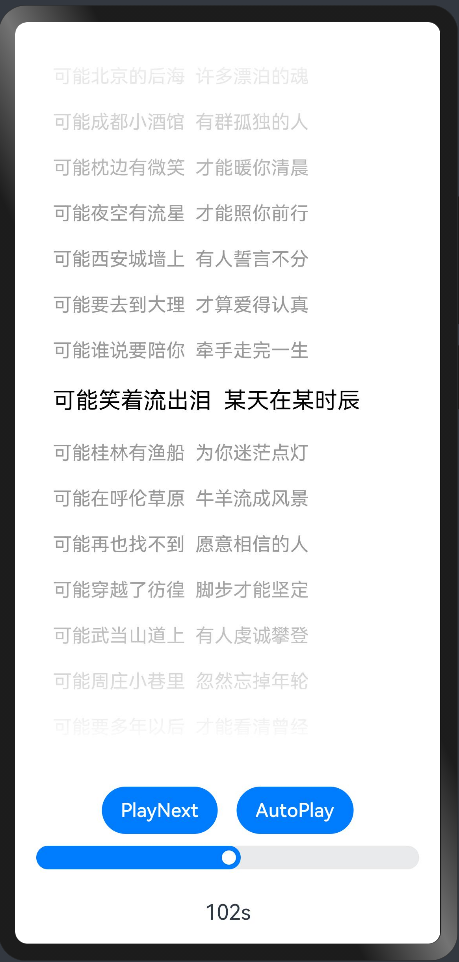 可能北京的后海 许多漂泊的魂
可能成都小酒馆 有群孤独的人
可能枕边有微笑 才能暖你清晨
可能夜空有流星 才能照你前行
可能西安城墙上 有人誓言不分
可能要去到大理 才算爱得认真
可能谁说要陪你 牵手走完一生
可能笑着流出泪 某天在某时辰
可能桂林有渔船 为你迷茫点灯
可能在呼伦草原 牛羊流成风景
可能再也找不到 愿意相信的人
可能穿越了彷徨 脚步才能坚定
可能武当山道上 有人虔诚攀登
可能周庄小巷里 忽然忘掉年轮
可能要多年以后 才能看清曾经
PlayNext AutoPlay
102s